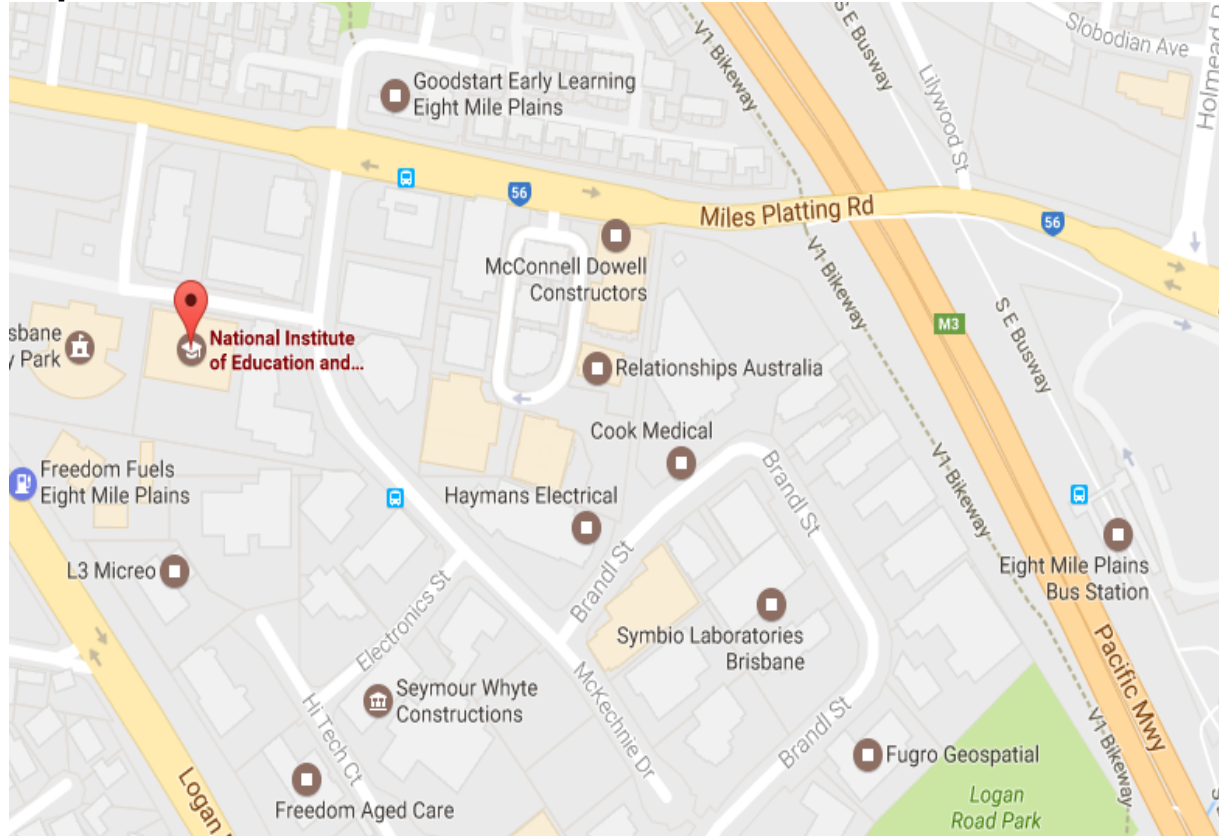 Slobodian Ave
Holmead
S E Busway
V1 Bikeway
Lilywood St
Goodstart Early Learning
Eight Mile Plains
56
Miles Platting Rd
56
McConnell Dowell
Constructors
V1 Bikeway
S E Busway
M3
National Institute
of Education and...
sbane
y Park
Relationships Australia
Cook Medical
Brandl St
V1 Bikeway
Freedom Fuels
Eight Mile Plains
Haymans Electrical
L3 Micreo
Brandl St
Eight Mile Plains
Bus Station
Electronics St
Symbio Laboratories
Brisbane
Pacific Mwy
Seymour Whyte
Constructions
McKechnie Dr
Hi Tech Ct
Brandl St
V1 Bikeway
Fugro Geospatial
Logan
Freedom Aged Care
Logan
Road Park